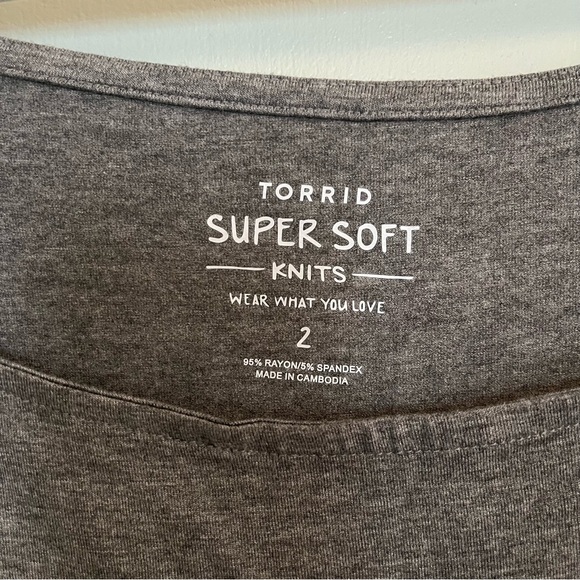 TORRID
SUPER SOFT
KNITS
WEAR WHAT YOU LOVE
2
95% RAYON/5% SPANDEX
MADE IN CAMBODIA